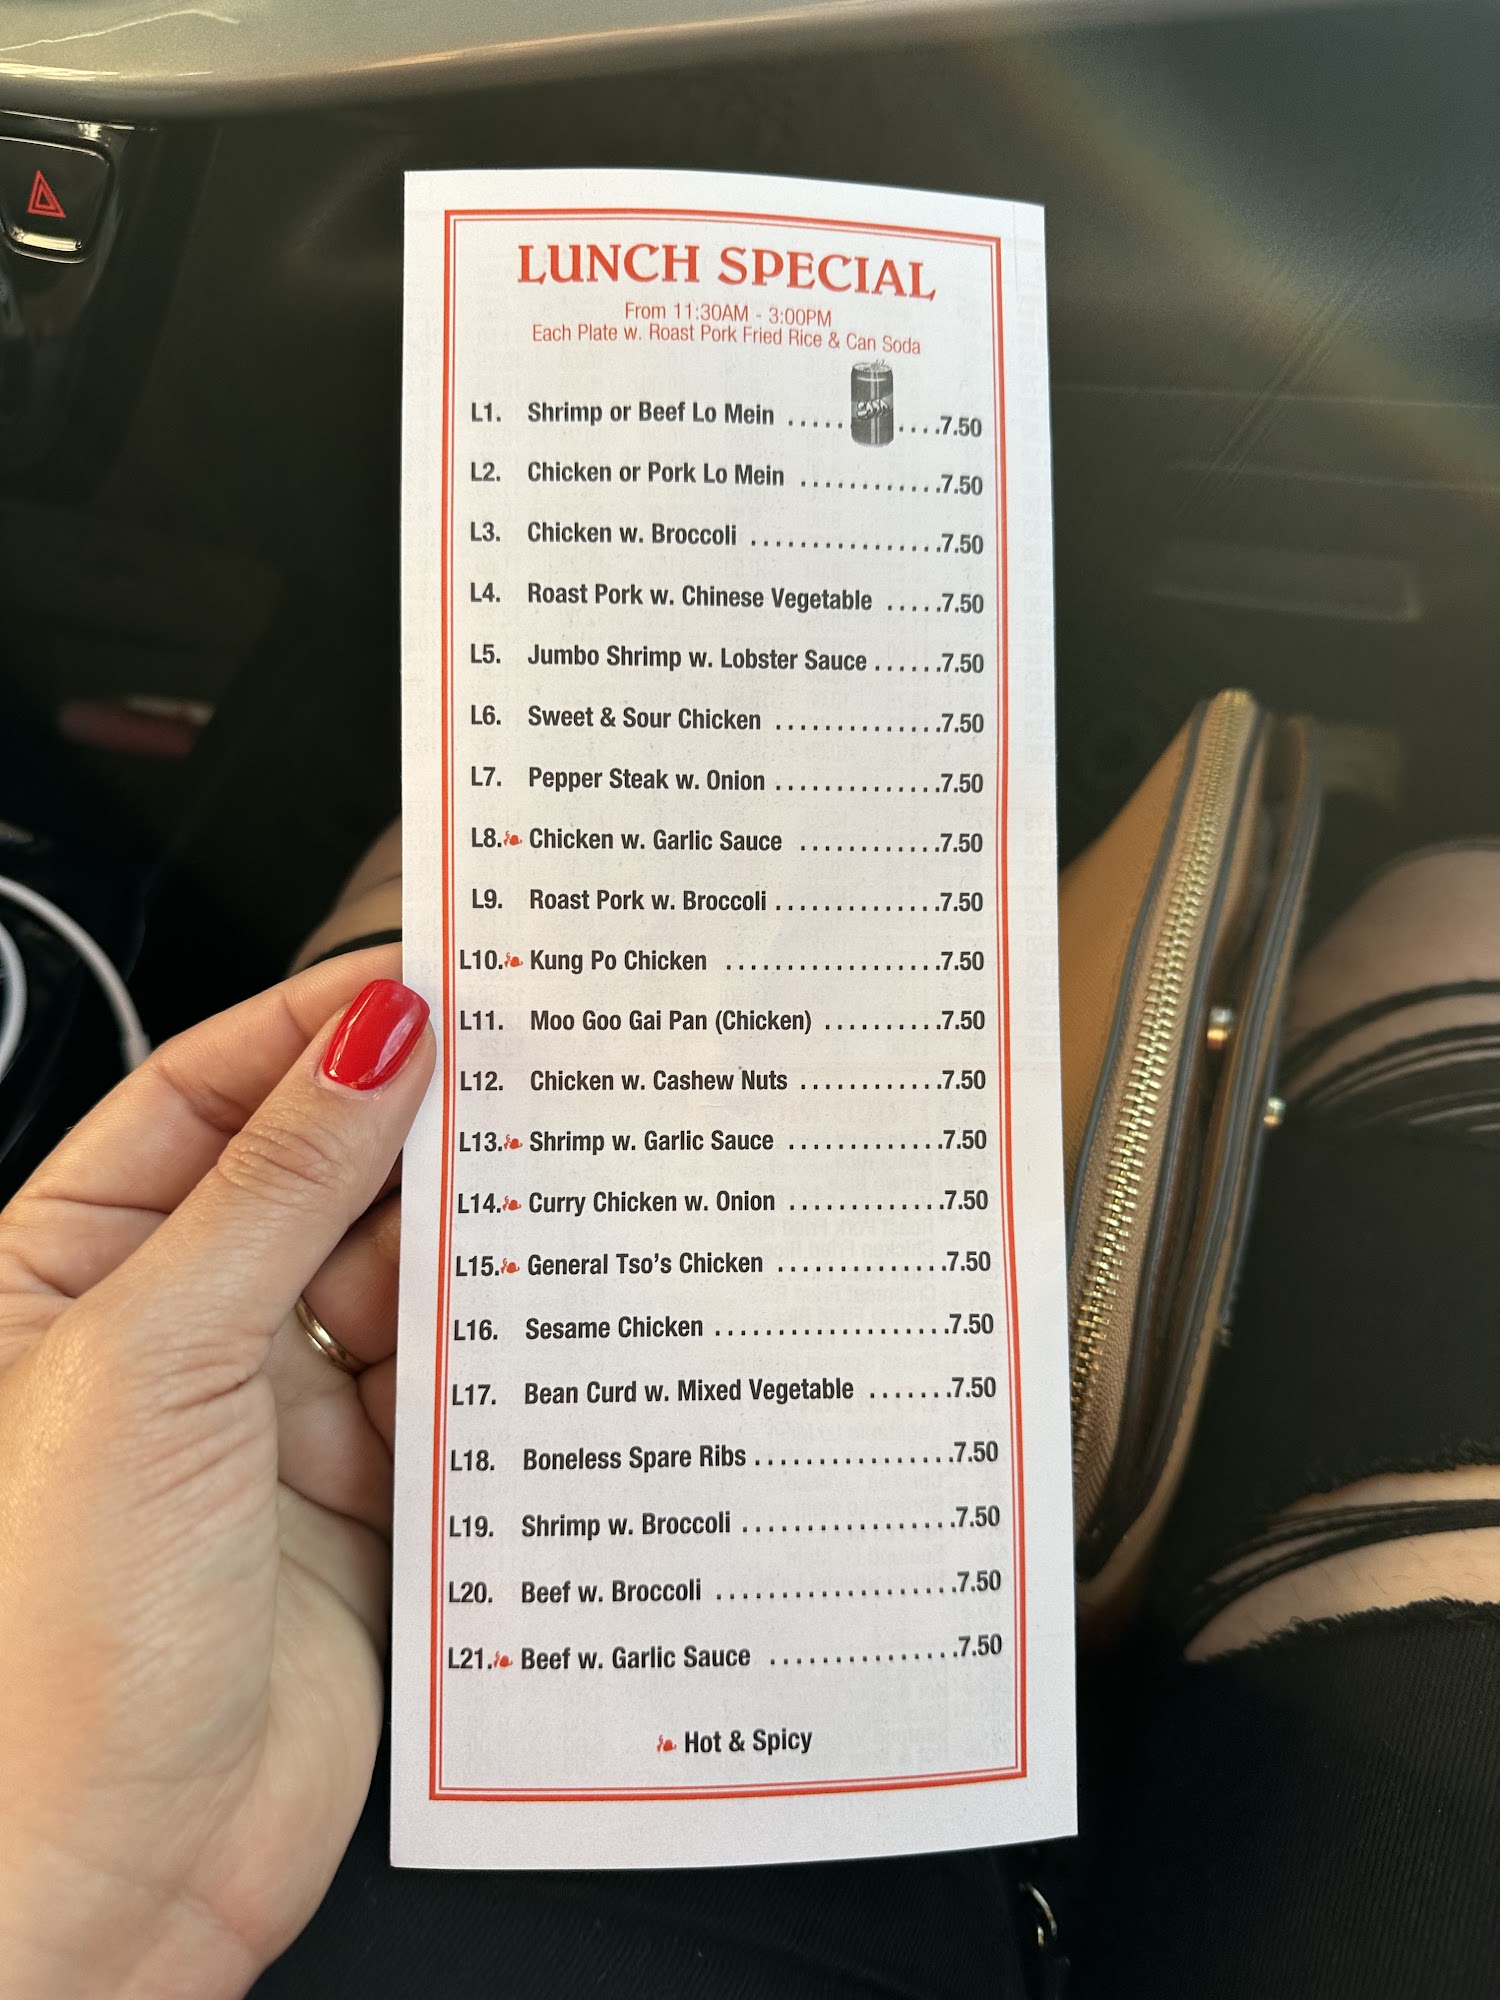 LUNCH SPECIAL
From 11:30AM - 3:00PM
Each Plate w. Roast Pork Fried Rice & Can Soda
L1. Shrimp or Beef Lo Mein .........7.50
L2. Chicken or Pork Lo Mein ............7.50
L3. Chicken w. Broccoli ................7.50
L4. Roast Pork w. Chinese Vegetable .....7.50
L5. Jumbo Shrimp w. Lobster Sauce ......7.50
L6. Sweet & Sour Chicken ..............7.50
L7. Pepper Steak w. Onion ..............7.50
L8. Chicken w. Garlic Sauce ............7.50
L9. Roast Pork w. Broccoli ..............7.50
L10. Kung Po Chicken ..................7.50
L11. Moo Goo Gai Pan (Chicken) ..........7.50
L12. Chicken w. Cashew Nuts ............7.50
L13. Shrimp w. Garlic Sauce .............7.50
L14. Curry Chicken w. Onion .............7.50
L15. General Tso's Chicken ..............7.50
L16. Sesame Chicken ....................7.50
L17. Bean Curd w. Mixed Vegetable .......7.50
L18. Boneless Spare Ribs ................7.50
L19. Shrimp w. Broccoli .................7.50
L20. Beef w. Broccoli ....................7.50
L21. Beef w. Garlic Sauce ................7.50
Hot & Spicy